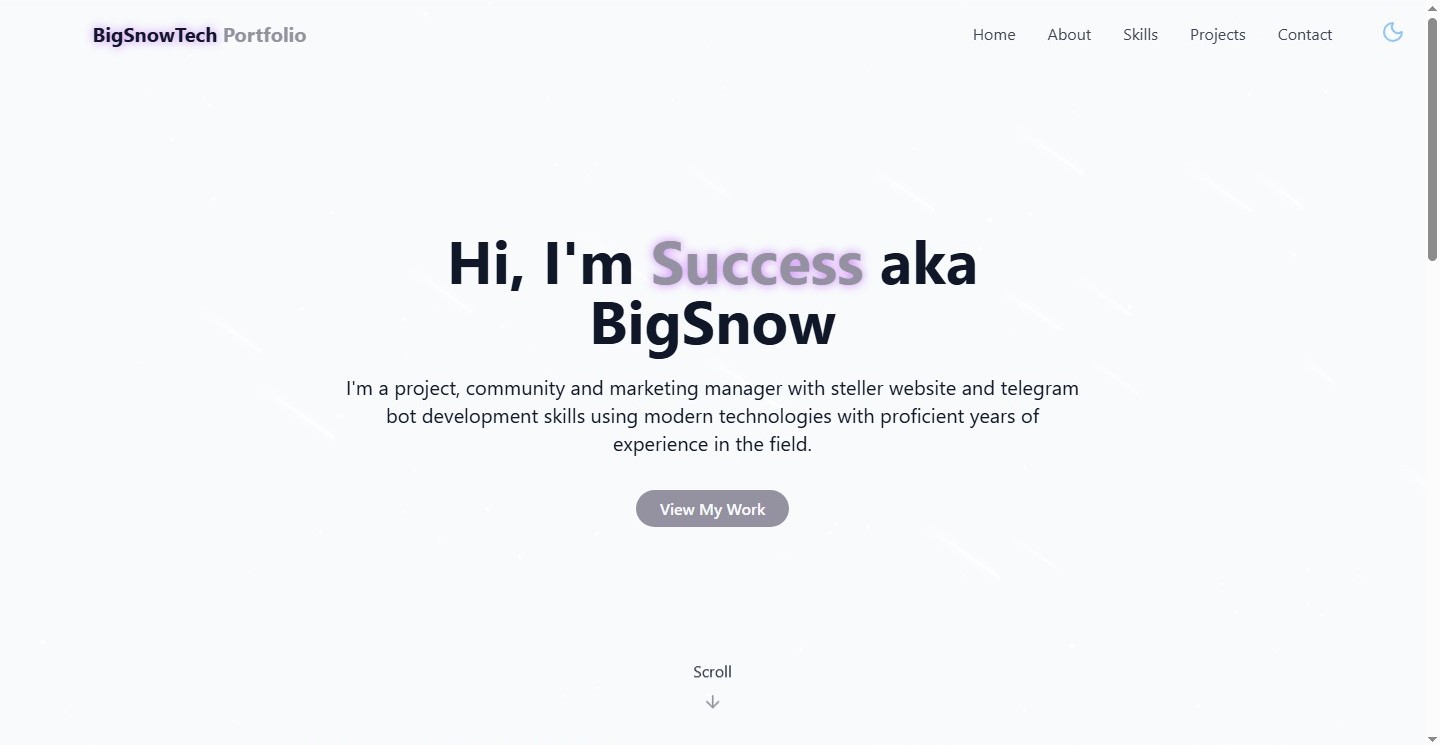 BigSnowTech Portfolio
Home About Skills Projects Contact
Hi, I'm Success aka
BigSnow
I'm a project, community and marketing manager with steller website and telegram
bot development skills using modern technologies with proficient years of
experience in the field.
View My Work
Scroll